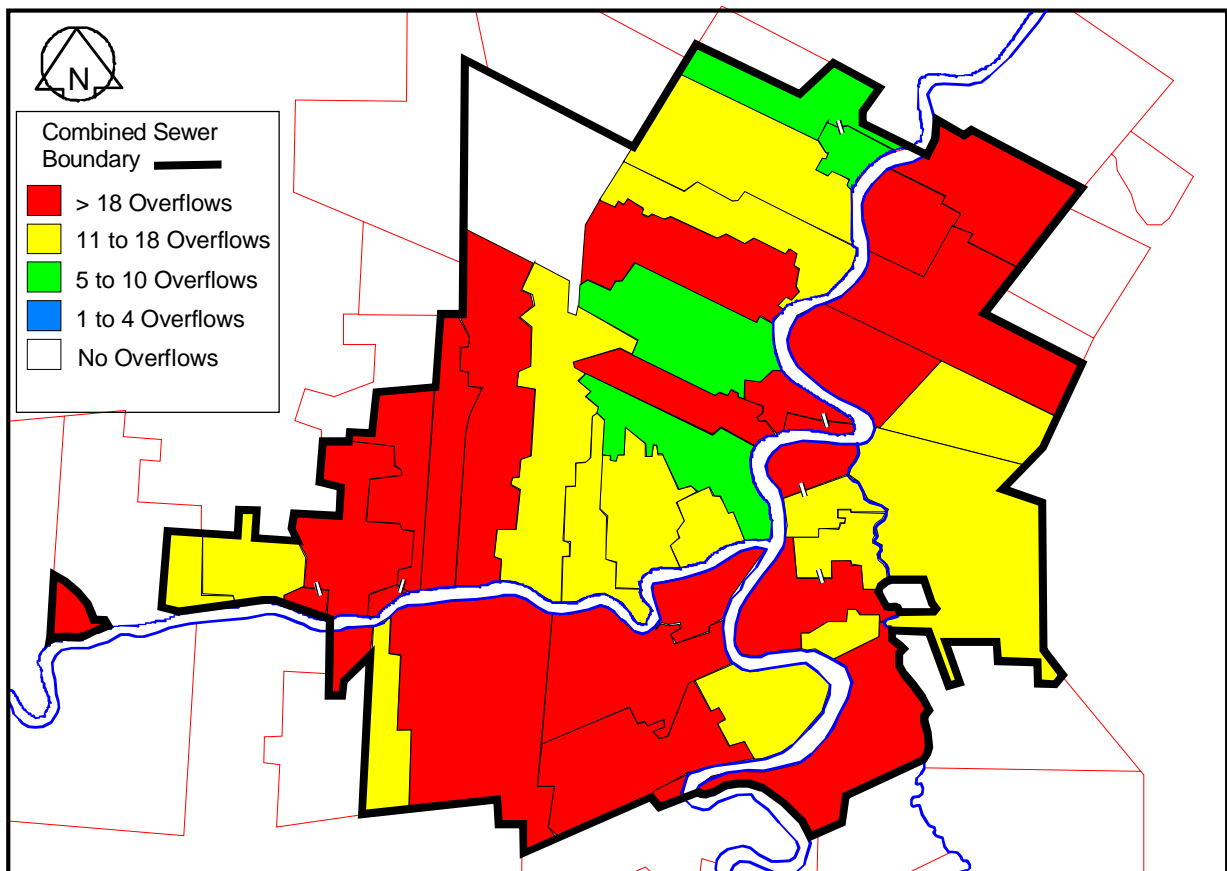 N
Combined Sewer
Boundary
> 18 Overflows
11 to 18 Overflows
5 to 10 Overflows
1 to 4 Overflows
No Overflows